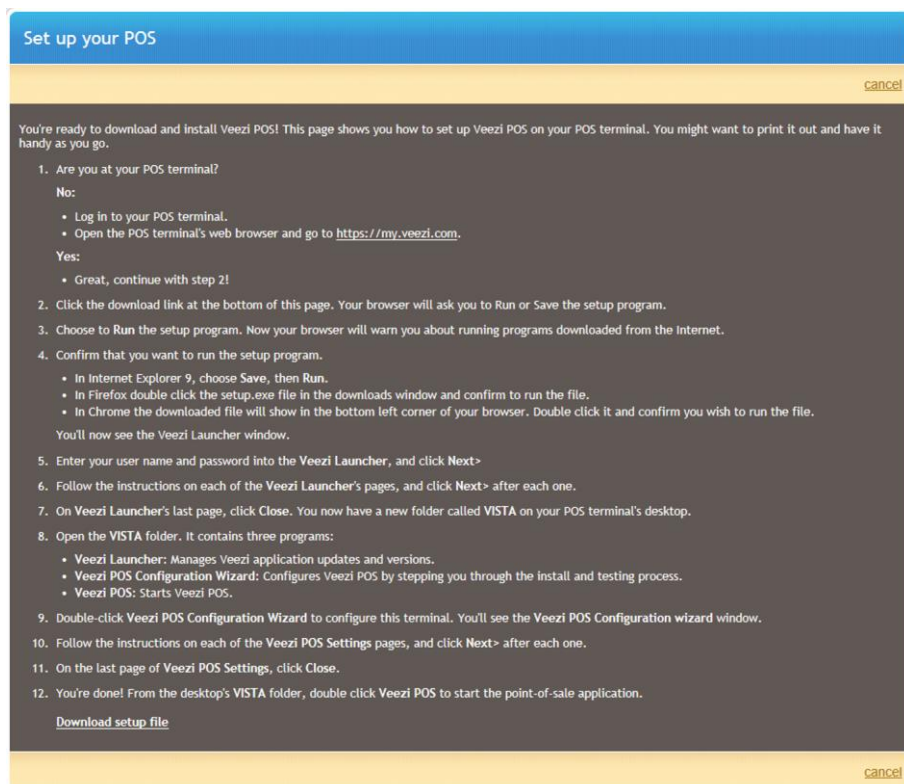 Set up your POS
cancel
You're ready to download and install Veezi POS! This page shows you how to set up Veezi POS on your POS terminal. You might want to print it out and have it
handy as you go.
1. Are you at your POS terminal?
No:
• Log in to your POS terminal.
• Open the POS terminal's web browser and go to https://my.veezi.com.
Yes:
• Great, continue with step 2!
2. Click the download link at the bottom of this page. Your browser will ask you to Run or Save the setup program.
3. Choose to Run the setup program. Now your browser will warn you about running programs downloaded from the Internet.
4. Confirm that you want to run the setup program.
• In Internet Explorer 9, choose Save, then Run.
• In Firefox double click the setup.exe file in the downloads window and confirm to run the file.
• In Chrome the downloaded file will show in the bottom left corner of your browser. Double click it and confirm you wish to run the file.
You'll now see the Veezi Launcher window.
5. Enter your user name and password into the Veezi Launcher, and click Next>
6. Follow the instructions on each of the Veezi Launcher's pages, and click Next> after each one.
7. On Veezi Launcher's last page, click Close. You now have a new folder called VISTA on your POS terminal's desktop.
8. Open the VISTA folder. It contains three programs:
• Veezi Launcher: Manages Veezi application updates and versions.
• Veezi POS Configuration Wizard: Configures Veezi POS by stepping you through the install and testing process.
• Veezi POS: Starts Veezi POS.
9. Double-click Veezi POS Configuration Wizard to configure this terminal. You'll see the Veezi POS Configuration wizard window.
10. Follow the instructions on each of the Veezi POS Settings pages, and click Next> after each one.
11. On the last page of Veezi POS Settings, click Close.
12. You're done! From the desktop's VISTA folder, double click Veezi POS to start the point-of-sale application.
Download setup file
cancel